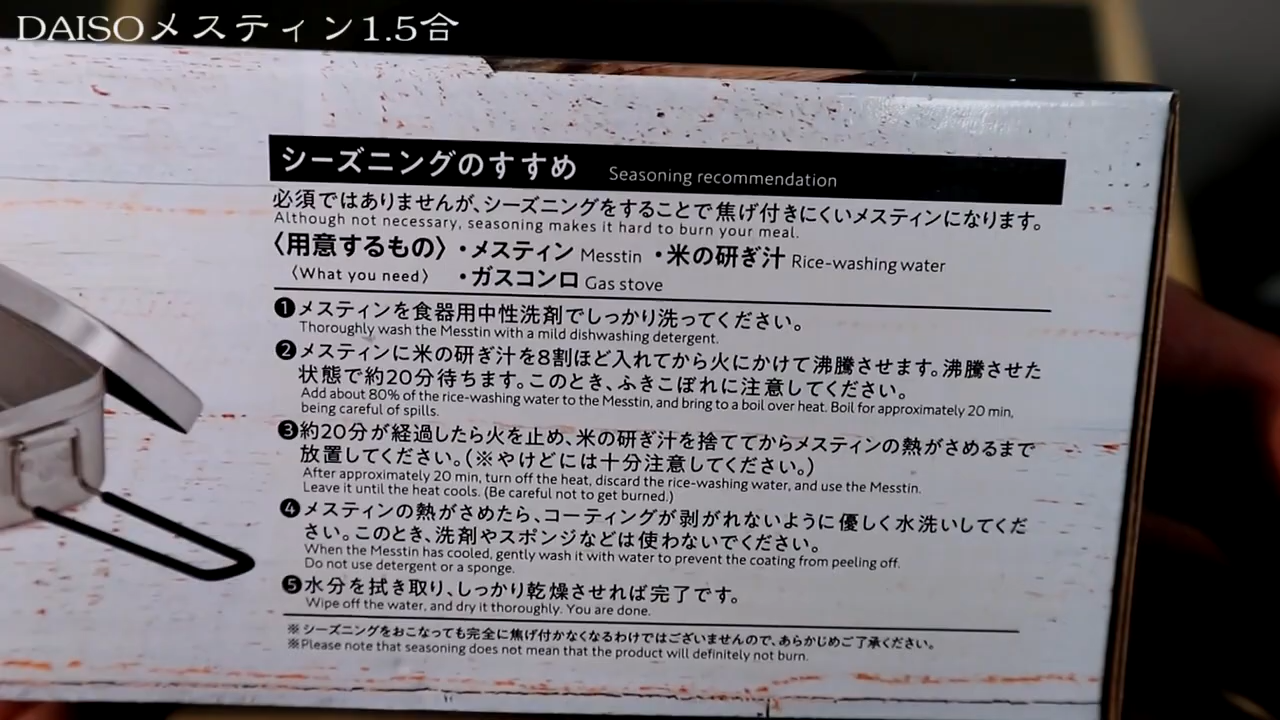 DAISOメスティン1.5合
シーズニングのすすめ Seasoning recommendation
必須ではありませんが、シーズニングをすることで焦げ付きにくいメスティンになります。
Although not necessary, seasoning makes it hard to burn your meal.
〈用意するもの〉・メスティン Messtin ・米の研ぎ汁 Rice-washing water
〈What you need〉 ・ガスコンロ Gas stove
❶メスティンを食器用中性洗剤でしっかり洗ってください。
Thoroughly wash the Messtin with a mild dishwashing detergent.
❷メスティンに米の研ぎ汁を8割ほど入れてから火にかけて沸騰させます。沸騰させた
状態で約20分待ちます。このとき、ふきこぼれに注意してください。
Add about 80% of the rice-washing water to the Messtin, and bring to a boil over heat. Boil for approximately 20 min,
being careful of spills.
❸約20分が経過したら火を止め、米の研ぎ汁を捨ててからメスティンの熱がさめるまで
放置してください。(※やけどには十分注意してください。)
After approximately 20 min, turn off the heat, discard the rice-washing water, and use the Messtin.
Leave it until the heat cools. (Be careful not to get burned.)
❹メスティンの熱がさめたら、コーティングが剥がれないように優しく水洗いしてくだ
さい。このとき、洗剤やスポンジなどは使わないでください。
When the Messtin has cooled, gently wash it with water to prevent the coating from peeling off.
Do not use detergent or a sponge.
❺水分を拭き取り、しっかり乾燥させれば完了です。
Wipe off the water, and dry it thoroughly. You are done.
※シーズニングをおこなっても完全に焦げ付かなくなるわけではございませんので、あらかじめご了承ください。
※Please note that seasoning does not mean that the product will definitely not burn.